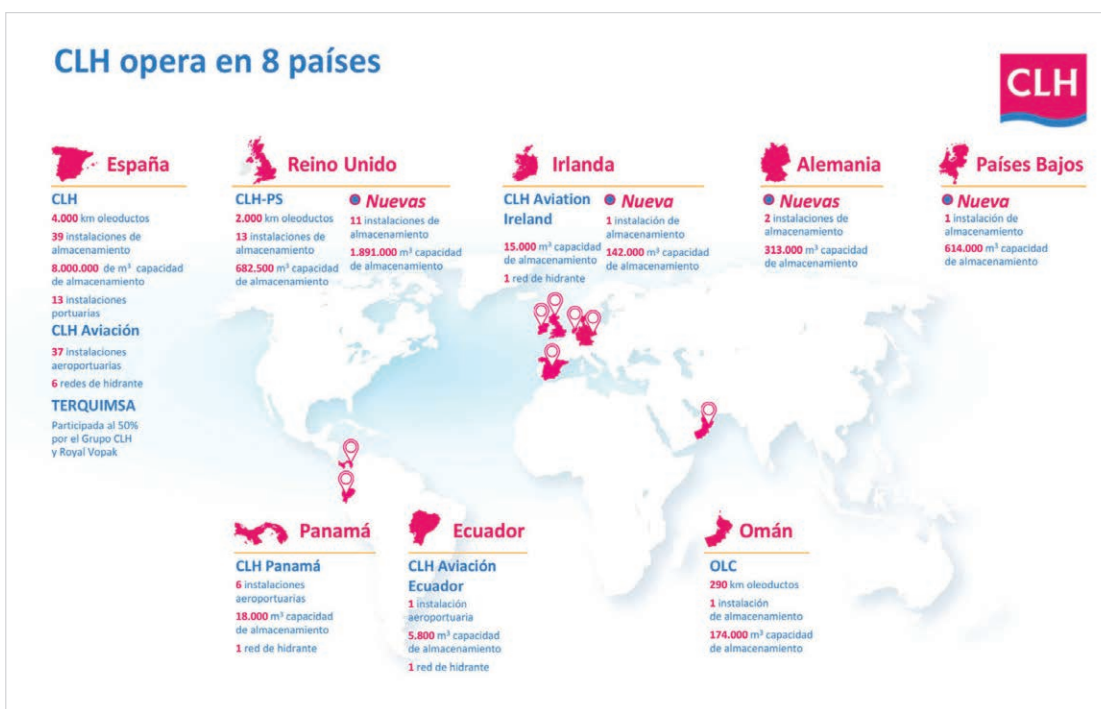 CLH opera en 8 países
CLH
España
CLH
4.000 km oleoductos
39 instalaciones de
almacenamiento
8.000.000 de m³ capacidad
de almacenamiento
13 instalaciones
portuarias
CLH Aviación
37 instalaciones
aeroportuarias
6 redes de hidrante
TERQUIMSA
Participada al 50%
por el Grupo CLH
y Royal Vopak
Reino Unido
CLH-PS
2.000 km oleoductos
13 instalaciones de
almacenamiento
682.500 m³ capacidad
de almacenamiento
Nuevas
11 instalaciones de
almacenamiento
1.891.000 m³ capacidad
de almacenamiento
Irlanda
CLH Aviation
Ireland
15.000 m³ capacidad
de almacenamiento
1 red de hidrante
Nueva
1 instalación de
almacenamiento
142.000 m³ capacidad
de almacenamiento
Alemania
Nuevas
2 instalaciones de
almacenamiento
313.000 m³ capacidad
de almacenamiento
Países Bajos
Nueva
1 instalación de
almacenamiento
614.000 m³ capacidad
de almacenamiento
Panamá
CLH Panamá
6 instalaciones
aeroportuarias
18.000 m³ capacidad
de almacenamiento
1 red de hidrante
Ecuador
CLH Aviación
Ecuador
1 instalación
aeroportuaria
5.800 m³ capacidad
de almacenamiento
1 red de hidrante
Omán
OLC
290 km oleoductos
1 instalación
de almacenamiento
174.000 m³ capacidad
de almacenamiento